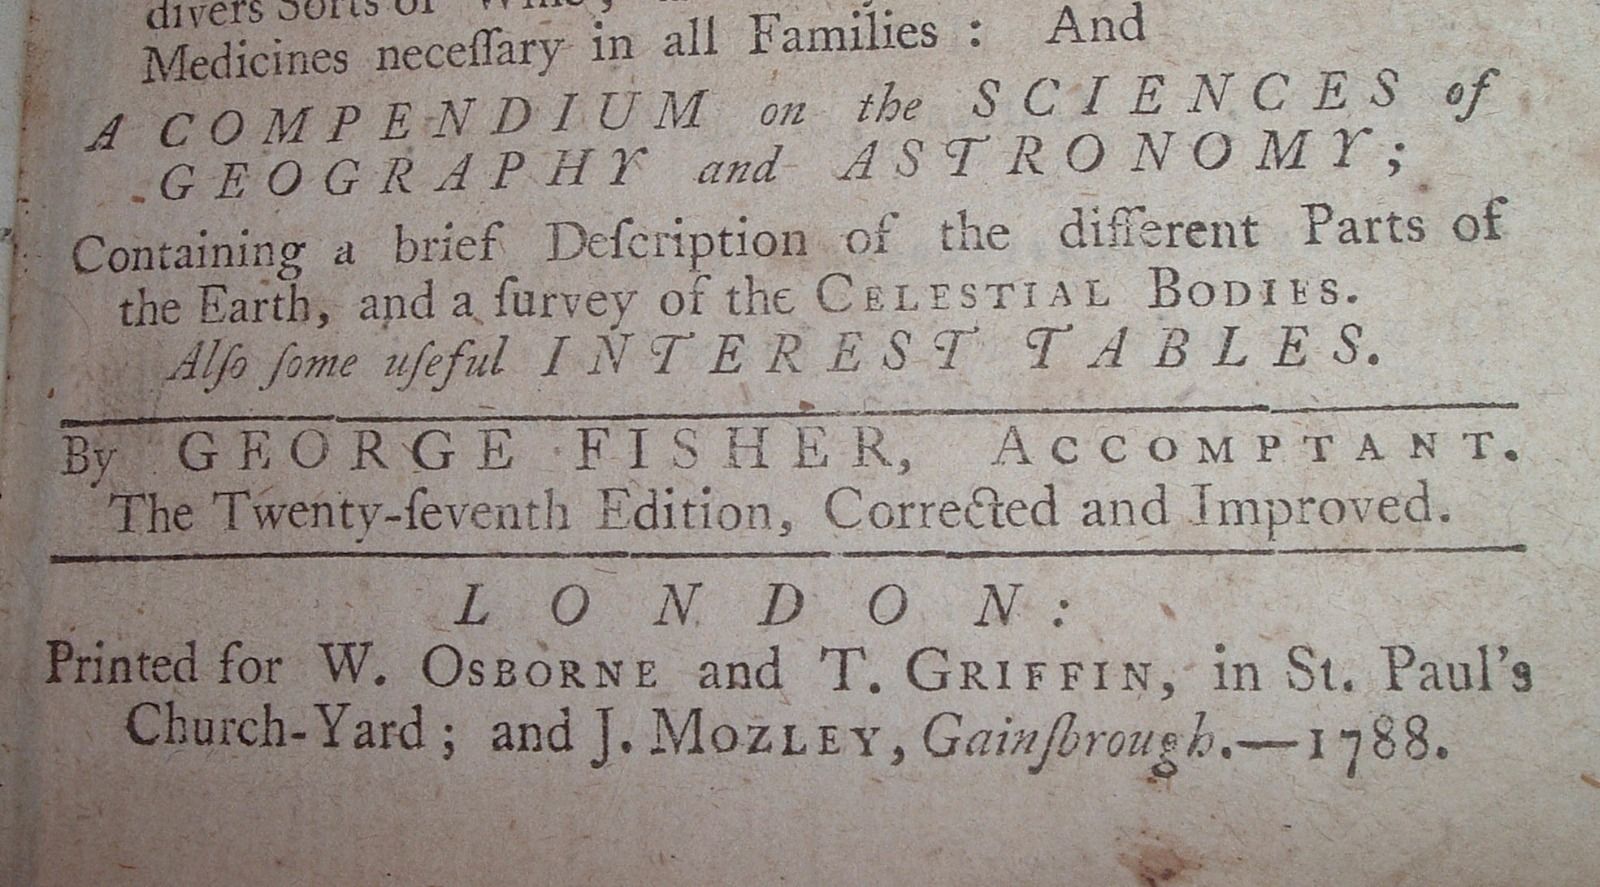 divers Sorts of
Medicines neceſſary in all Families : And
A COMPENDIUM on the SCIENCES of
GEOGRAPHY and ASTRONOMY;
Containing a brief Deſcription of the different Parts of
the Earth, and a ſurvey of the CELESTIAL BODIES.
Alſo ſome uſeful INTEREST TABLES.
By GEORGE FISHER, ACCOMPTANT.
The Twenty-ſeventh Edition, Corrected and Improved.
LONDON:
Printed for W. OSBORNE and T. GRIFFIN, in St. Paul's
Church-Yard ; and J. MOZLEY, Gainſbrough.—1788.